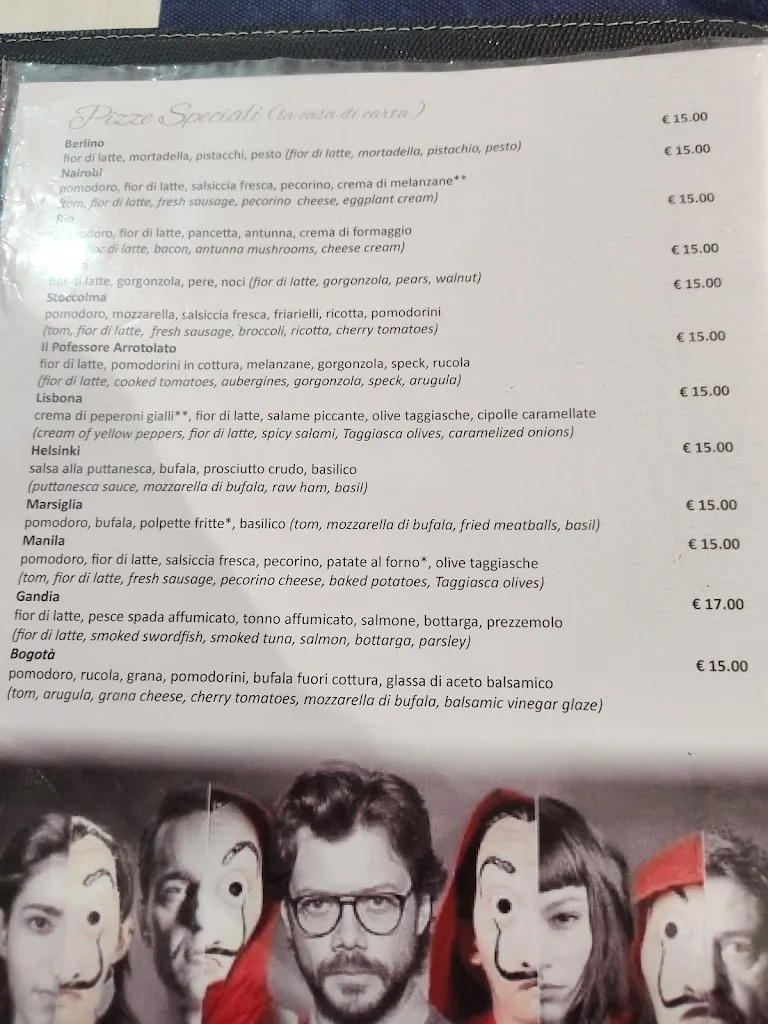 Pizze Speciali (la casa di carta)
Berlino € 15.00
fior di latte, mortadella, pistacchi, pesto (fior di latte, mortadella, pistachio, pesto)
Nairobi € 15.00
pomodoro, fior di latte, salsiccia fresca, pecorino, crema di melanzane**
(tom, fior di latte, fresh sausage, pecorino cheese, eggplant cream)
Rio € 15.00
fior di latte, pancetta, antunna, crema di formaggio
fior di latte, bacon, antunna mushrooms, cheese cream)
€ 15.00
fior di latte, gorgonzola, pere, noci (fior di latte, gorgonzola, pears, walnut)
Stoccolma € 15.00
pomodoro, mozzarella, salsiccia fresca, friarielli, ricotta, pomodorini
(tom, fior di latte, fresh sausage, broccoli, ricotta, cherry tomatoes)
Il Pofessore Arrotolato € 15.00
fior di latte, pomodorini in cottura, melanzane, gorgonzola, speck, rucola
(fior di latte, cooked tomatoes, aubergines, gorgonzola, speck, arugula)
Lisbona € 15.00
crema di peperoni gialli**, fior di latte, salame piccante, olive taggiasche, cipolle caramellate
(cream of yellow peppers, fior di latte, spicy salami, Taggiasca olives, caramelized onions)
Helsinki € 15.00
salsa alla puttanesca, bufala, prosciutto crudo, basilico
(puttanesca sauce, mozzarella di bufala, raw ham, basil)
Marsiglia € 15.00
pomodoro, bufala, polpette fritte*, basilico (tom, mozzarella di bufala, fried meatballs, basil)
Manila € 15.00
pomodoro, fior di latte, salsiccia fresca, pecorino, patate al forno*, olive taggiasche
(tom, fior di latte, fresh sausage, pecorino cheese, baked potatoes, Taggiasca olives)
Gandia € 17.00
fior di latte, pesce spada affumicato, tonno affumicato, salmone, bottarga, prezzemolo
(fior di latte, smoked swordfish, smoked tuna, salmon, bottarga, parsley)
Bogotà € 15.00
pomodoro, rucola, grana, pomodorini, bufala fuori cottura, glassa di aceto balsamico
(tom, arugula, grana cheese, cherry tomatoes, mozzarella di bufala, balsamic vinegar glaze)